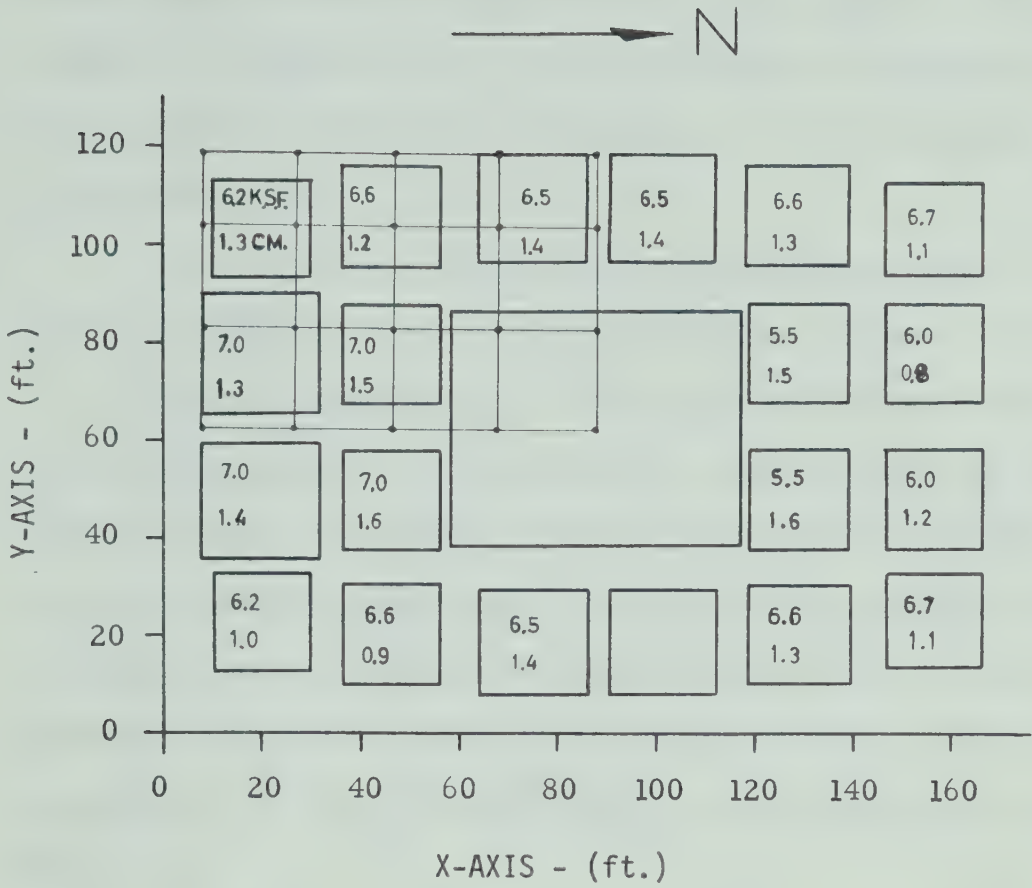 N
120
100
80
60
40
20
0
Y-AXIS - (ft.)
6.2 K.S.F. 6.6 6.5 6.5 6.6 6.7
1.3 CM. 1.2 1.4 1.4 1.3 1.1
7.0 7.0 5.5 6.0
1.3 1.5 1.5
7.0 7.0 5.5 6.0
1.4 1.6 1.6 1.2
6.2 6.6 6.5 6.6 6.7
1.0 0.9 1.4 1.3 1.1
0 20 40 60 80 100 120 140 160
X-AXIS - (ft.)